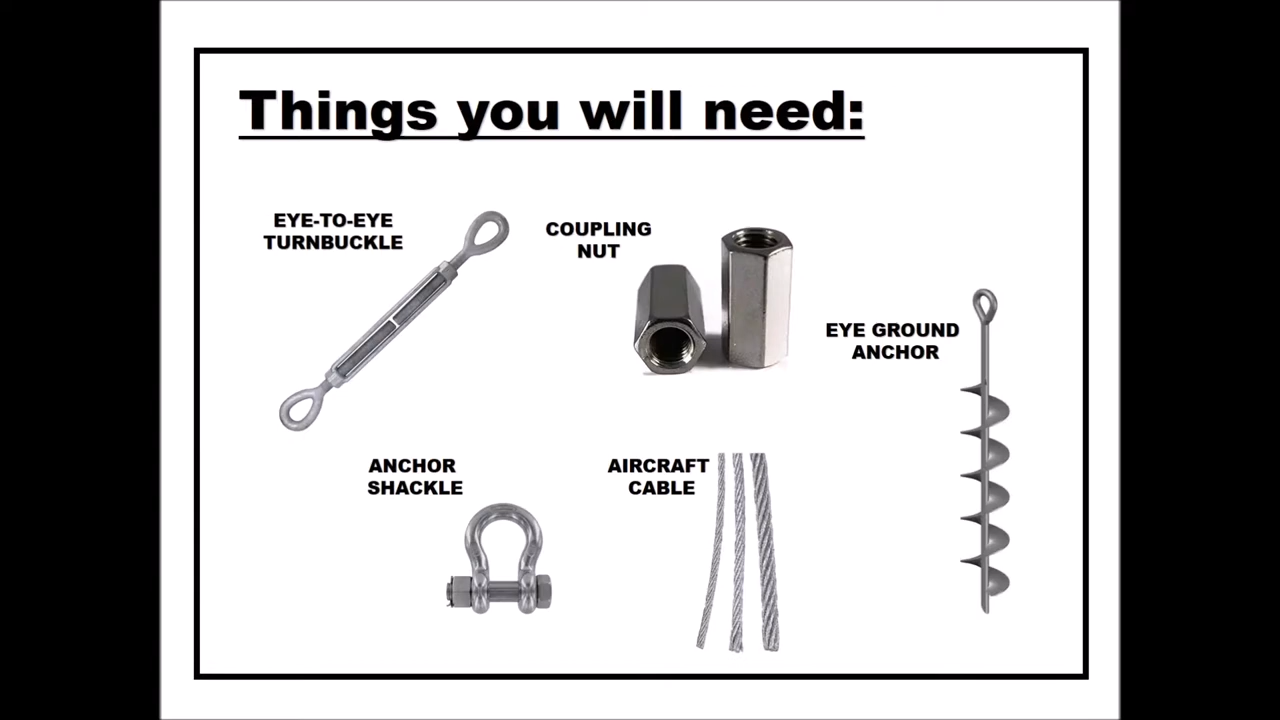 Things you will need:
EYE-TO-EYE
TURNBUCKLE
COUPLING
NUT
EYE GROUND
ANCHOR
ANCHOR
SHACKLE
AIRCRAFT
CABLE